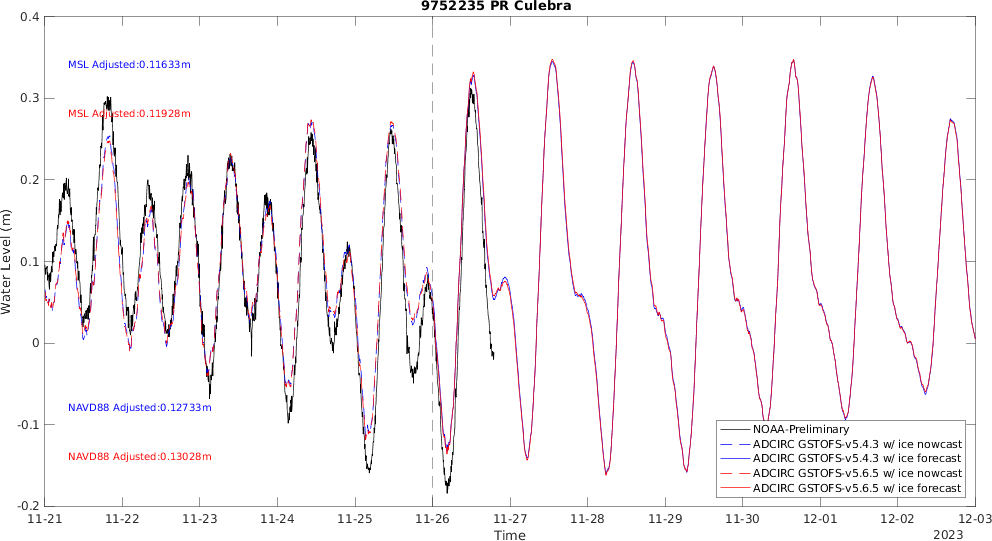 9752235 PR Culebra
0.4
0.3
0.2
0.1
0
-0.1
-0.2
Water Level (m)
MSL Adjusted:0.11633m
MSL Adjusted:0.11928m
NAVD88 Adjusted:0.12733m
NAVD88 Adjusted:0.13028m
NOAA-Preliminary
ADCIRC GSTOFS-v5.4.3 w/ ice nowcast
ADCIRC GSTOFS-v5.4.3 w/ ice forecast
ADCIRC GSTOFS-v5.6.5 w/ ice nowcast
ADCIRC GSTOFS-v5.6.5 w/ ice forecast
11-21 11-22 11-23 11-24 11-25 11-26 11-27 11-28 11-29 11-30 12-01 12-02 12-03
Time
2023